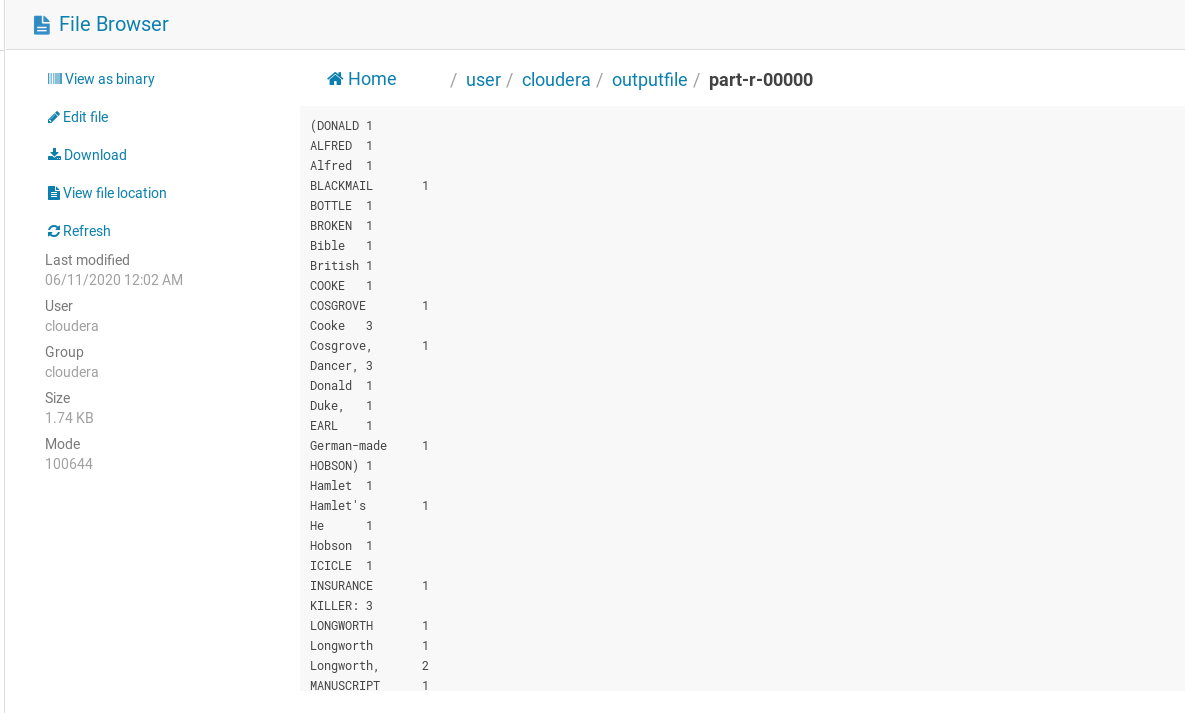 File Browser
View as binary
Edit file
Download
View file location
Refresh
Last modified
06/11/2020 12:02 AM
User
cloudera
Group
cloudera
Size
1.74 KB
Mode
100644
Home / user / cloudera / outputfile / part-r-00000
(DONALD 1
ALFRED 1
Alfred 1
BLACKMAIL 1
BOTTLE 1
BROKEN 1
Bible 1
British 1
COOKE 1
COSGROVE 1
Cooke 3
Cosgrove, 1
Dancer, 3
Donald 1
Duke, 1
EARL 1
German-made 1
HOBSON) 1
Hamlet 1
Hamlet's 1
He 1
Hobson 1
ICICLE 1
INSURANCE 1
KILLER: 3
LONGWORTH 1
Longworth 1
Longworth, 2
MANUSCRIPT 1